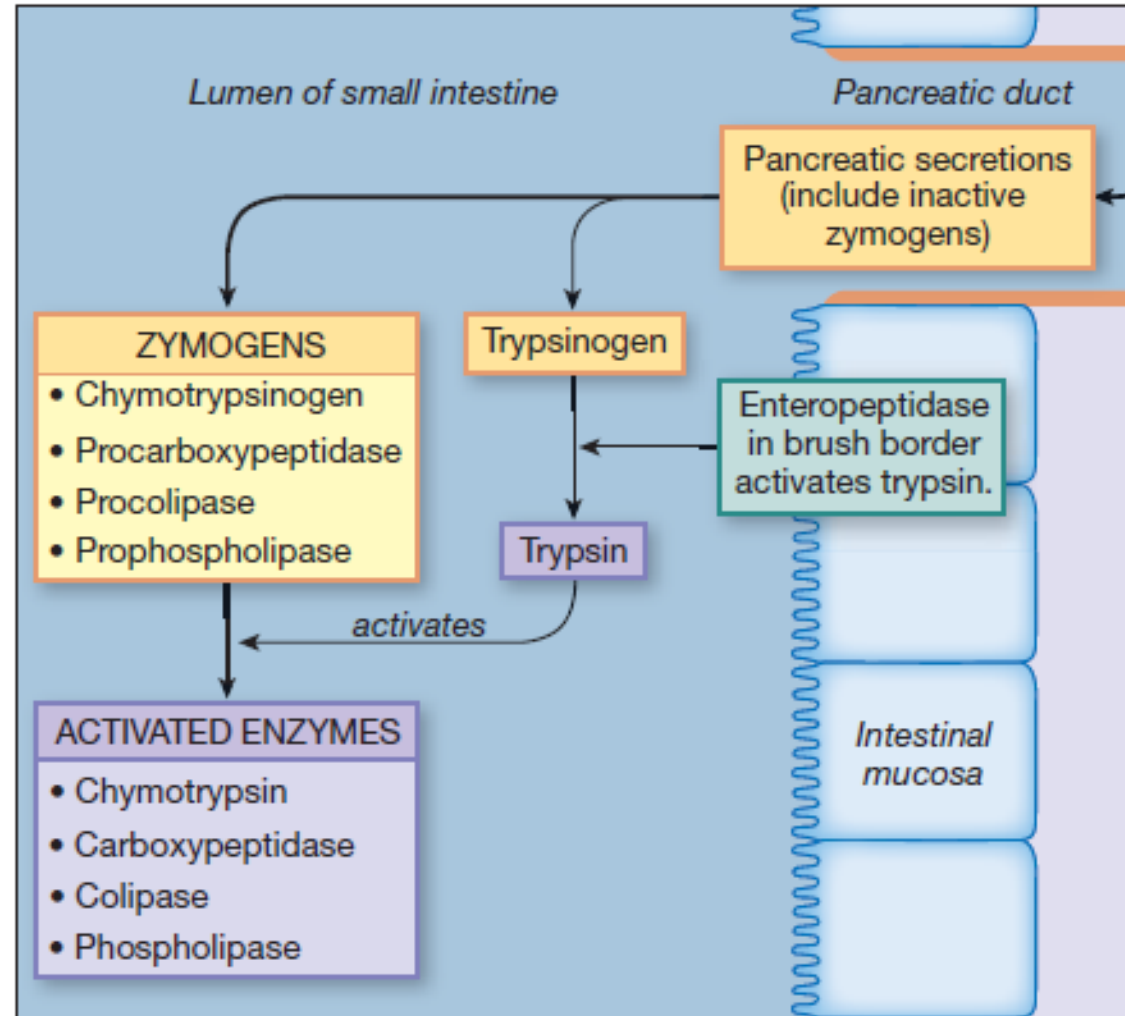 Lumen of small intestine
Pancreatic duct
Pancreatic secretions
(include inactive
zymogens)
ZYMOGENS
• Chymotrypsinogen
• Procarboxypeptidase
• Procolipase
• Prophospholipase
Trypsinogen
Enteropeptidase
in brush border
activates trypsin.
Trypsin
activates
ACTIVATED ENZYMES
• Chymotrypsin
• Carboxypeptidase
• Colipase
• Phospholipase
Intestinal
mucosa